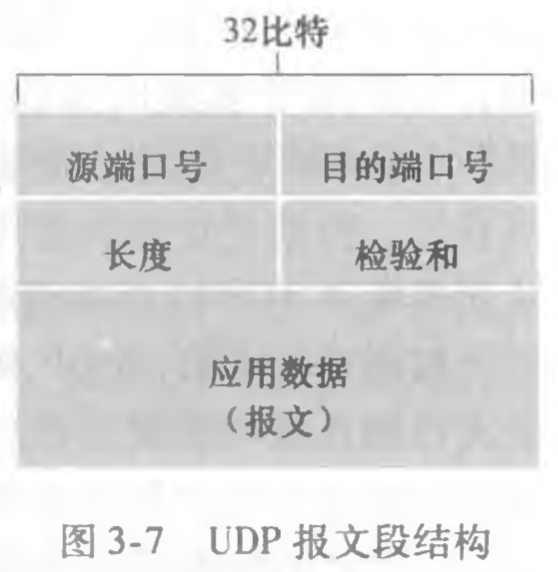 32比特
源端口号 目的端口号
长度 检验和
应用数据
（报文）
图 3-7 UDP 报文段结构